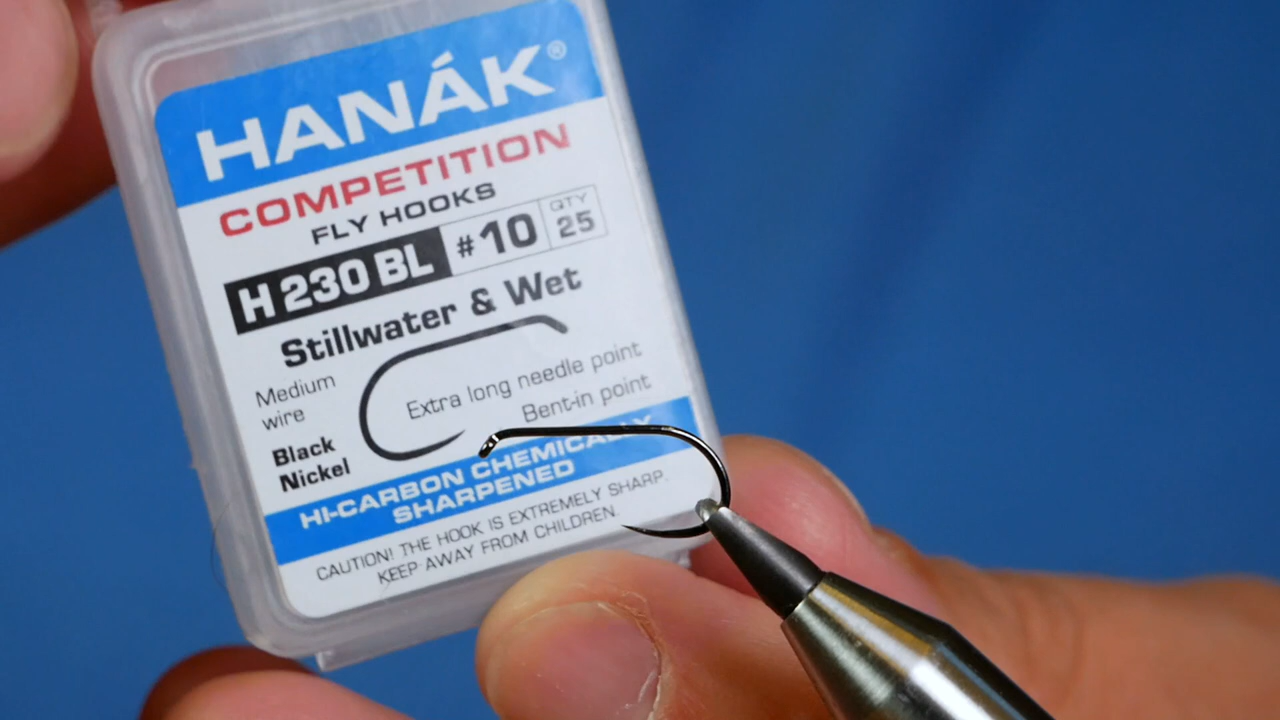 HANÁK®
COMPETITION
FLY HOOKS
H 230 BL #10 QTY 25
Stillwater & Wet
Medium wire
Extra long needle point
Bent-in point
Black Nickel
HI-CARBON CHEMICALLY
SHARPENED
CAUTION! THE HOOK IS EXTREMELY SHARP.
KEEP AWAY FROM CHILDREN.